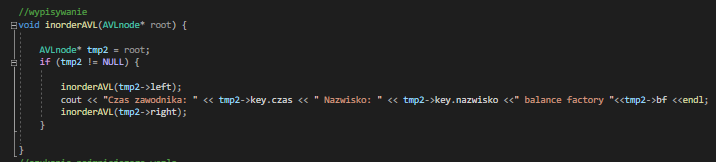 //wypisywanie
void inorderAVL(AVLnode* root) {
AVLnode* tmp2 = root;
if (tmp2 != NULL) {
inorderAVL(tmp2->left);
cout << "Czas zawodnika: " << tmp2->key.czas << " Nazwisko: " << tmp2->key.nazwisko <<" balance factory "<<tmp2->bf <<endl;
inorderAVL(tmp2->right);
}
}